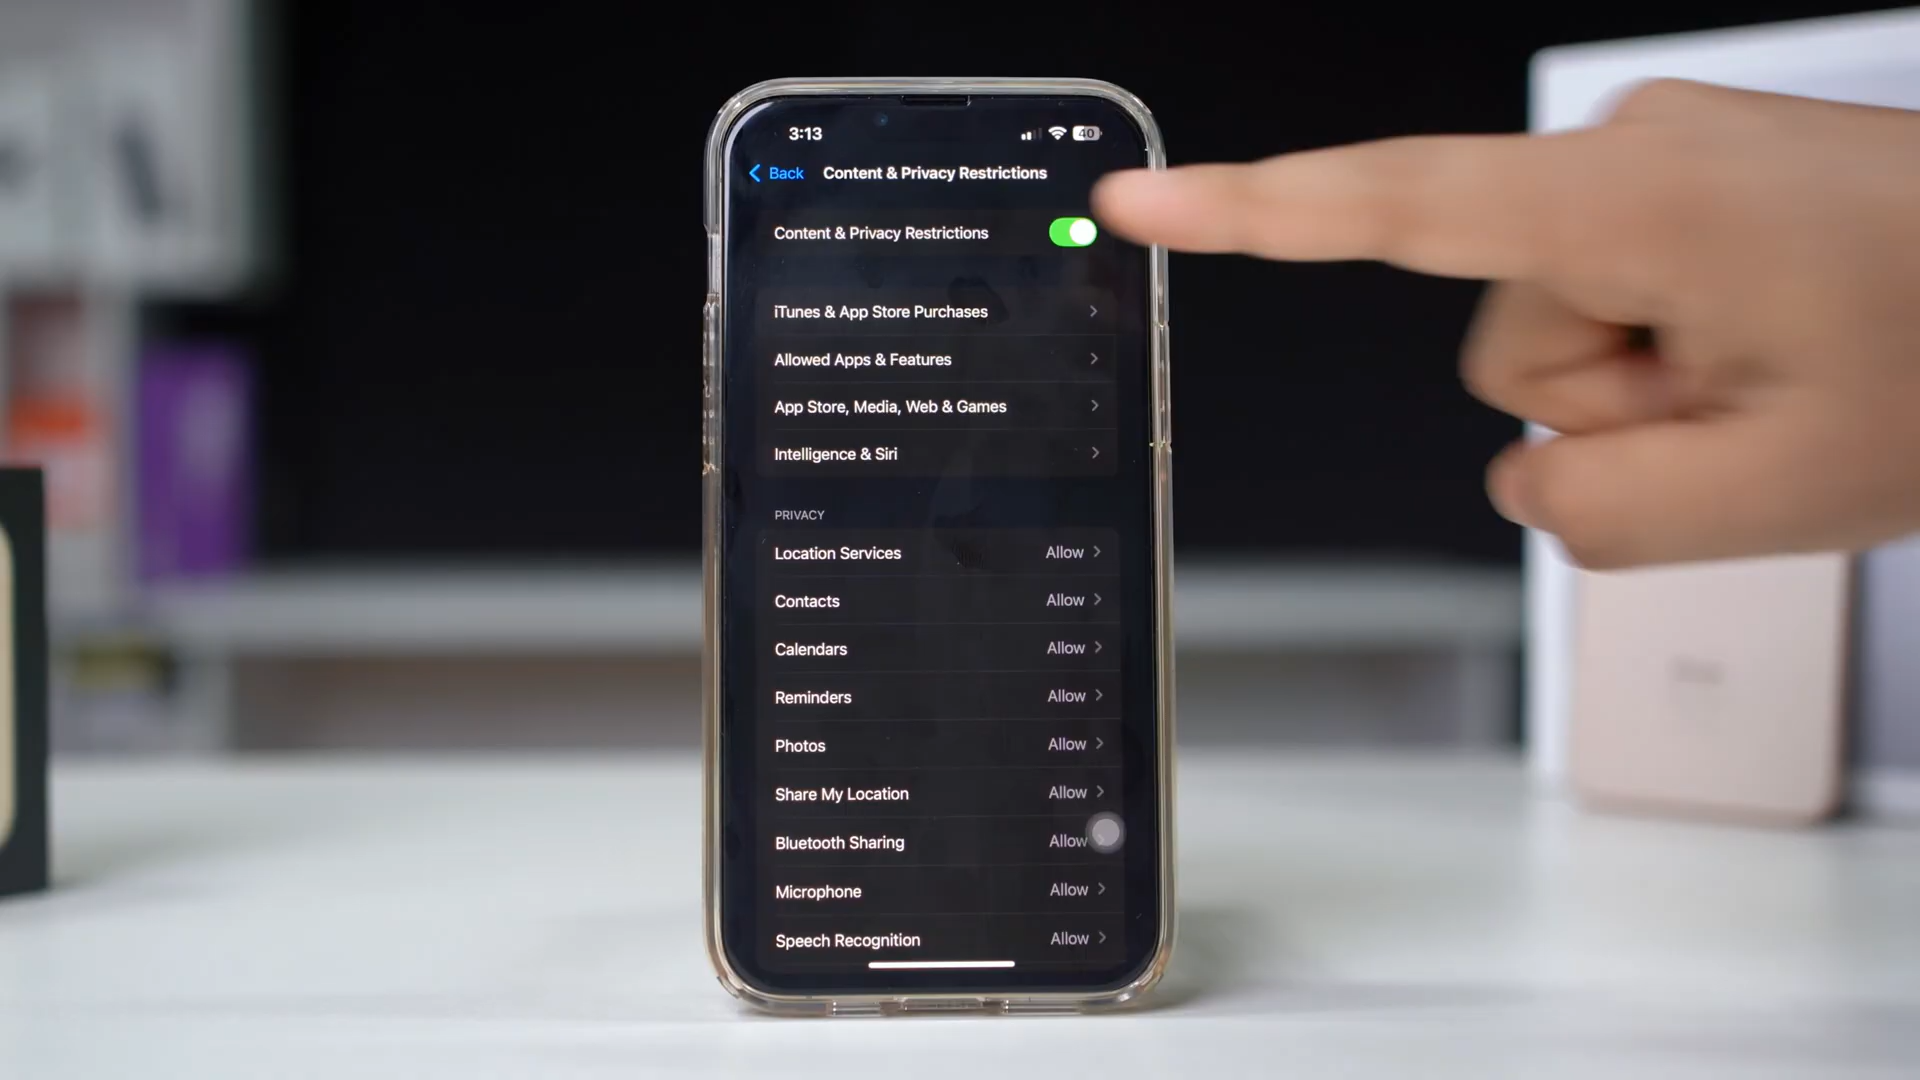 3:13
40
Back
Content & Privacy Restrictions
Content & Privacy Restrictions
iTunes & App Store Purchases
Allowed Apps & Features
App Store, Media, Web & Games
Intelligence & Siri
PRIVACY
Location Services Allow
Contacts Allow
Calendars Allow
Reminders Allow
Photos Allow
Share My Location Allow
Bluetooth Sharing Allow
Microphone Allow
Speech Recognition Allow